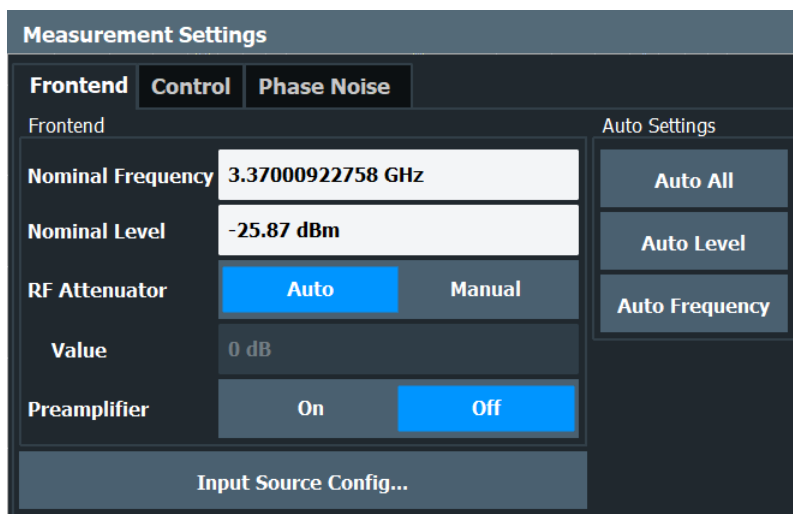 Measurement Settings
Frontend Control Phase Noise
Frontend
Nominal Frequency 3.37000922758 GHz
Nominal Level -25.87 dBm
RF Attenuator Auto Manual
Value 0 dB
Preamplifier On Off
Input Source Config...
Auto Settings
Auto All
Auto Level
Auto Frequency